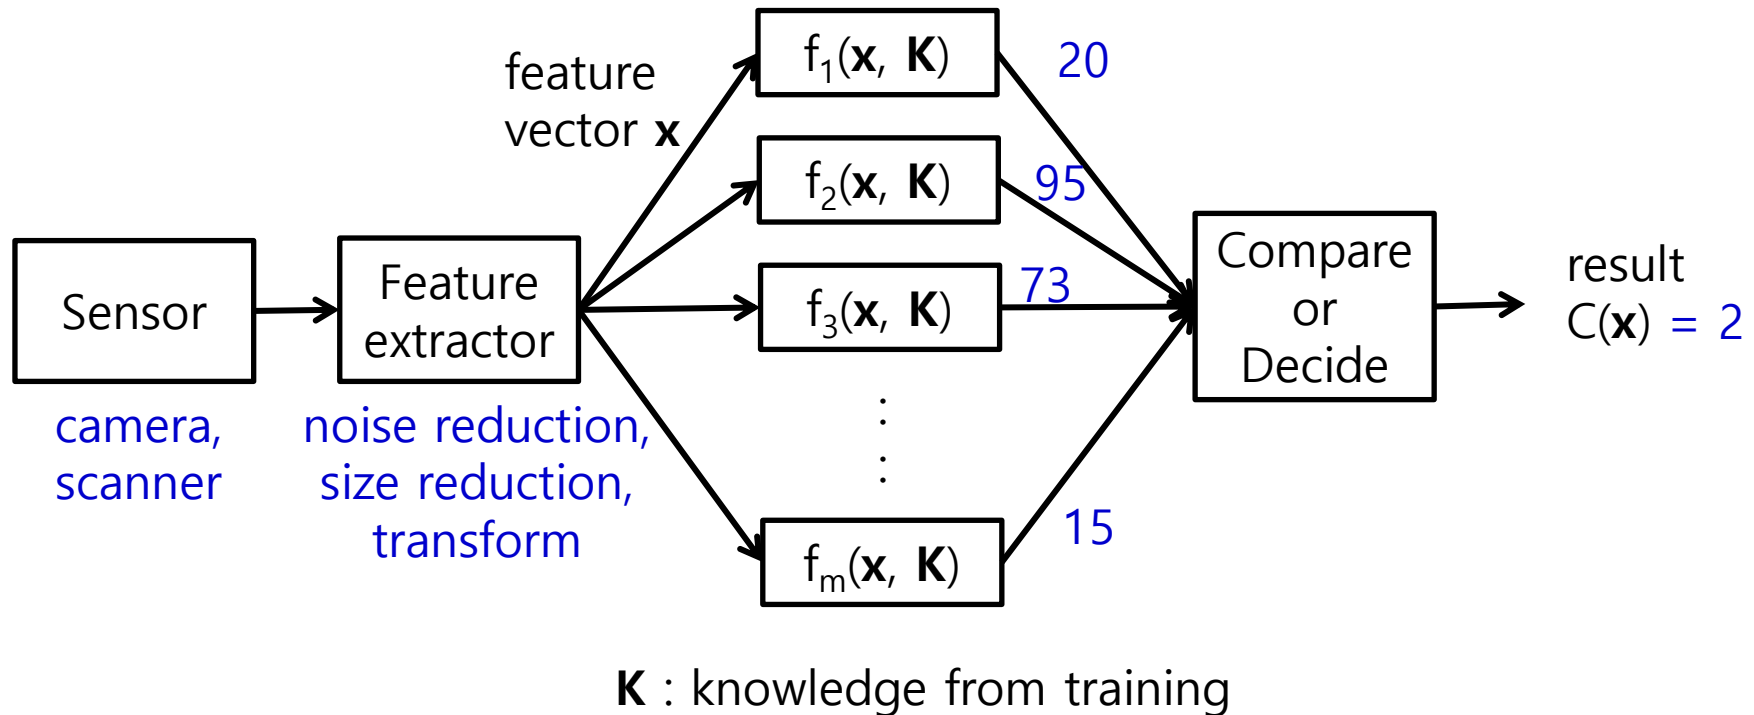 Sensor
camera,
scanner
Feature
extractor
noise reduction,
size reduction,
transform
feature
vector x
f1(x, K)
20
f2(x, K)
95
f3(x, K)
73
fm(x, K)
15
Compare
or
Decide
result
C(x) = 2
K : knowledge from training